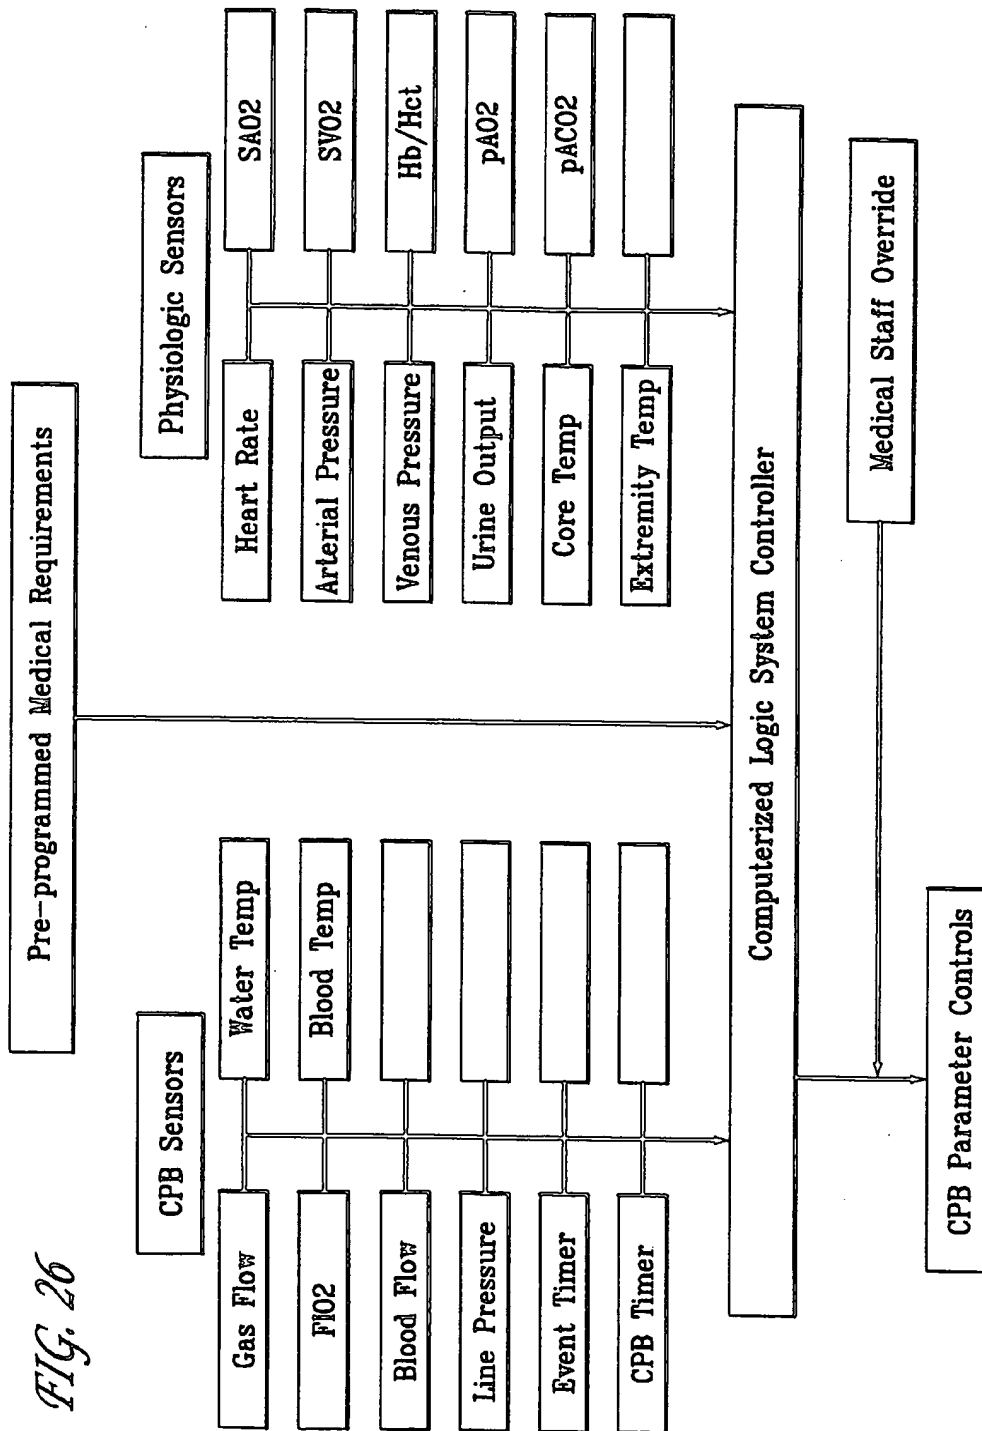 FIG. 26
Pre-programmed Medical Requirements
CPB Sensors
Gas Flow
Water Temp
FIO2
Blood Temp
Blood Flow
Line Pressure
Event Timer
CPB Timer
Physiologic Sensors
Heart Rate
SAO2
Arterial Pressure
SVO2
Venous Pressure
Hb/Hct
Urine Output
pAO2
Core Temp
pACO2
Extremity Temp
Computerized Logic System Controller
Medical Staff Override
CPB Parameter Controls